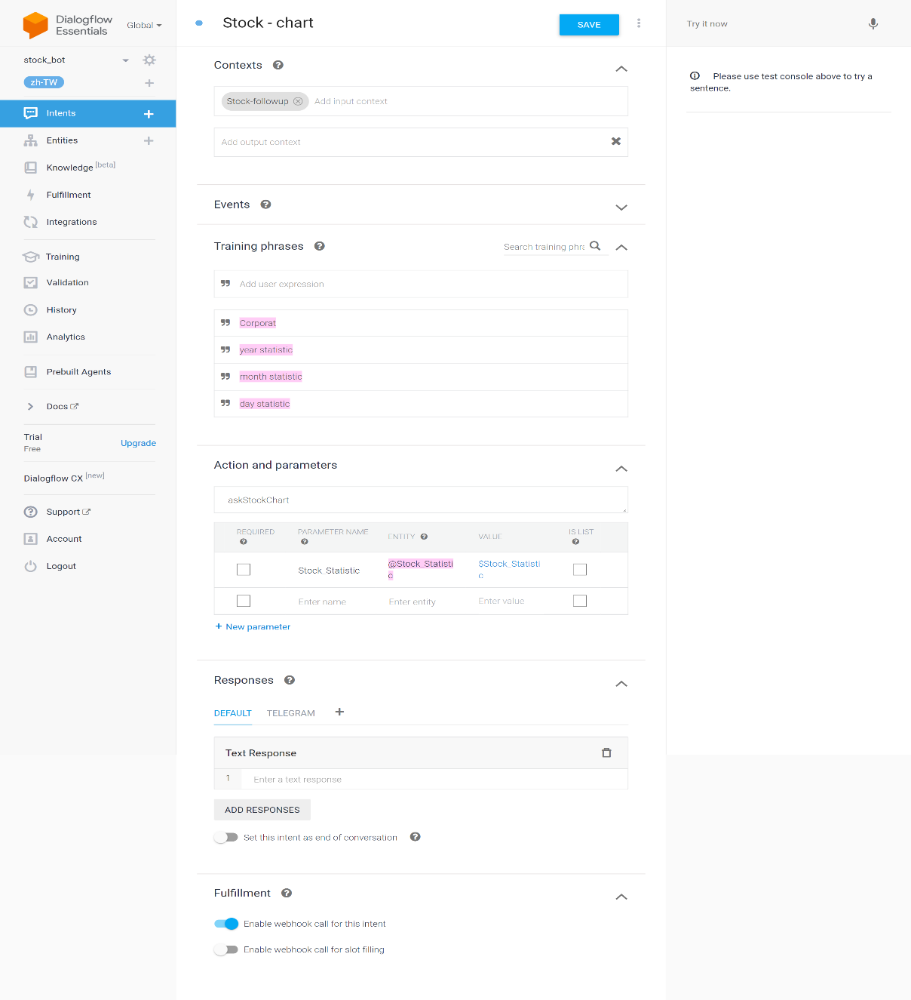 Dialogflow
Essentials
Global
stock_bot
zh-TW
Intents
Entities
Knowledge [beta]
Fulfillment
Integrations
Training
Validation
History
Analytics
Prebuilt Agents
Docs
Trial
Free
Upgrade
Dialogflow CX [new]
Support
Account
Logout
Stock - chart
SAVE
Contexts
Stock-followup
Add input context
Add output context
Events
Training phrases
Search training phra
Add user expression
Corporat
year statistic
month statistic
day statistic
Action and parameters
askStockChart
REQUIRED PARAMETER NAME ENTITY VALUE IS LIST
Stock_Statistic @Stock_Statisti $Stock_Statisti
c c
Enter name Enter entity Enter value
+ New parameter
Responses
DEFAULT TELEGRAM +
Text Response
1 Enter a text response
ADD RESPONSES
Set this intent as end of conversation
Fulfillment
Enable webhook call for this intent
Enable webhook call for slot filling
Try it now
Please use test console above to try a
sentence.